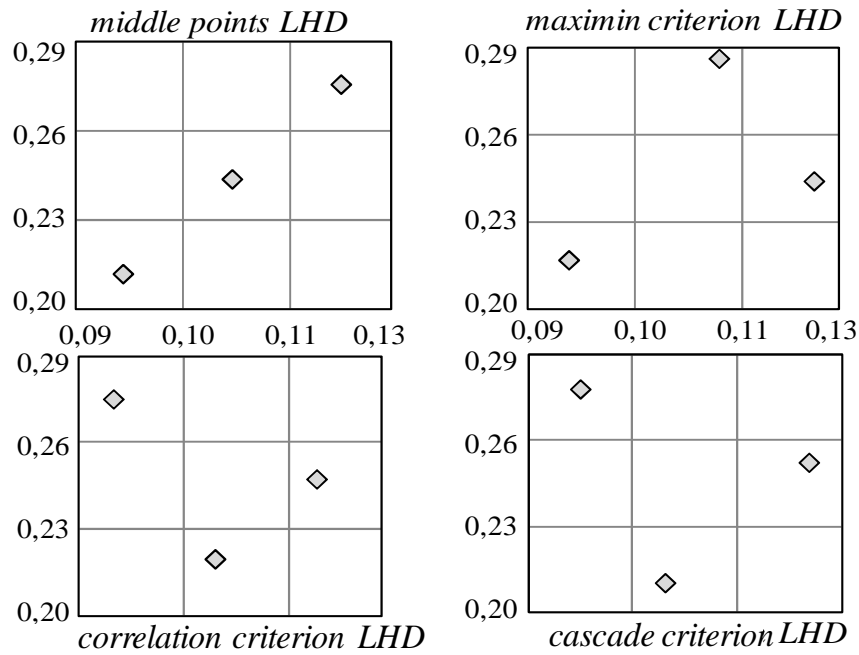 middle points LHD
0,29
0,26
0,23
0,20
0,09 0,10 0,11 0,13
maximin criterion LHD
0,29
0,26
0,23
0,20
0,09 0,10 0,11 0,13
0,29
0,26
0,23
0,20
correlation criterion LHD
0,29
0,26
0,23
0,20
cascade criterion LHD